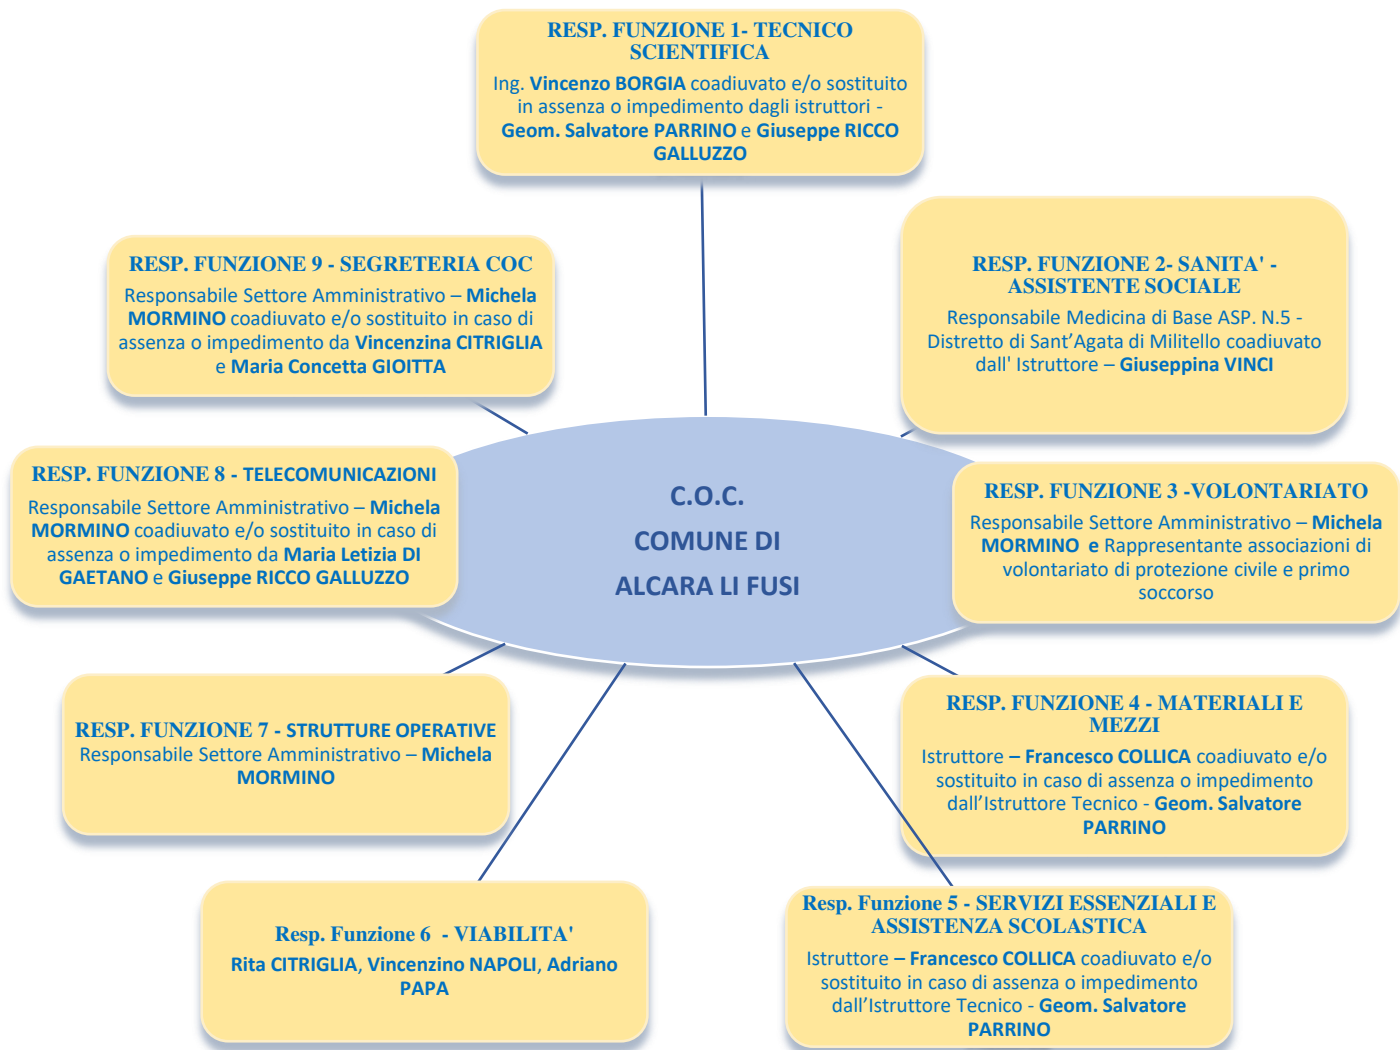 RESP. FUNZIONE 1- TECNICO
SCIENTIFICA
Ing. Vincenzo BORGIA coadiuvato e/o sostituito
in assenza o impedimento dagli istruttori -
Geom. Salvatore PARRINO e Giuseppe RICCO
GALLUZZO
RESP. FUNZIONE 2- SANITA' -
ASSISTENTE SOCIALE
Responsabile Medicina di Base ASP. N.5 -
Distretto di Sant’Agata di Militello coadiuvato
dall' Istruttore – Giuseppina VINCI
RESP. FUNZIONE 3 -VOLONTARIATO
Responsabile Settore Amministrativo – Michela
MORMINO e Rappresentante associazioni di
volontariato di protezione civile e primo
soccorso
RESP. FUNZIONE 4 - MATERIALI E
MEZZI
Istruttore – Francesco COLLICA coadiuvato e/o
sostituito in caso di assenza o impedimento
dall’Istruttore Tecnico - Geom. Salvatore
PARRINO
Resp. Funzione 5 - SERVIZI ESSENZIALI E
ASSISTENZA SCOLASTICA
Istruttore – Francesco COLLICA coadiuvato e/o
sostituito in caso di assenza o impedimento
dall’Istruttore Tecnico - Geom. Salvatore
PARRINO
Resp. Funzione 6 - VIABILITA'
Rita CITRIGLIA, Vincenzino NAPOLI, Adriano
PAPA
RESP. FUNZIONE 7 - STRUTTURE OPERATIVE
Responsabile Settore Amministrativo – Michela
MORMINO
RESP. FUNZIONE 8 - TELECOMUNICAZIONI
Responsabile Settore Amministrativo – Michela
MORMINO coadiuvato e/o sostituito in caso di
assenza o impedimento da Maria Letizia DI
GAETANO e Giuseppe RICCO GALLUZZO
RESP. FUNZIONE 9 - SEGRETERIA COC
Responsabile Settore Amministrativo – Michela
MORMINO coadiuvato e/o sostituito in caso di
assenza o impedimento da Vincenzina CITRIGLIA
e Maria Concetta GIOITTA
C.O.C.
COMUNE DI
ALCARA LI FUSI